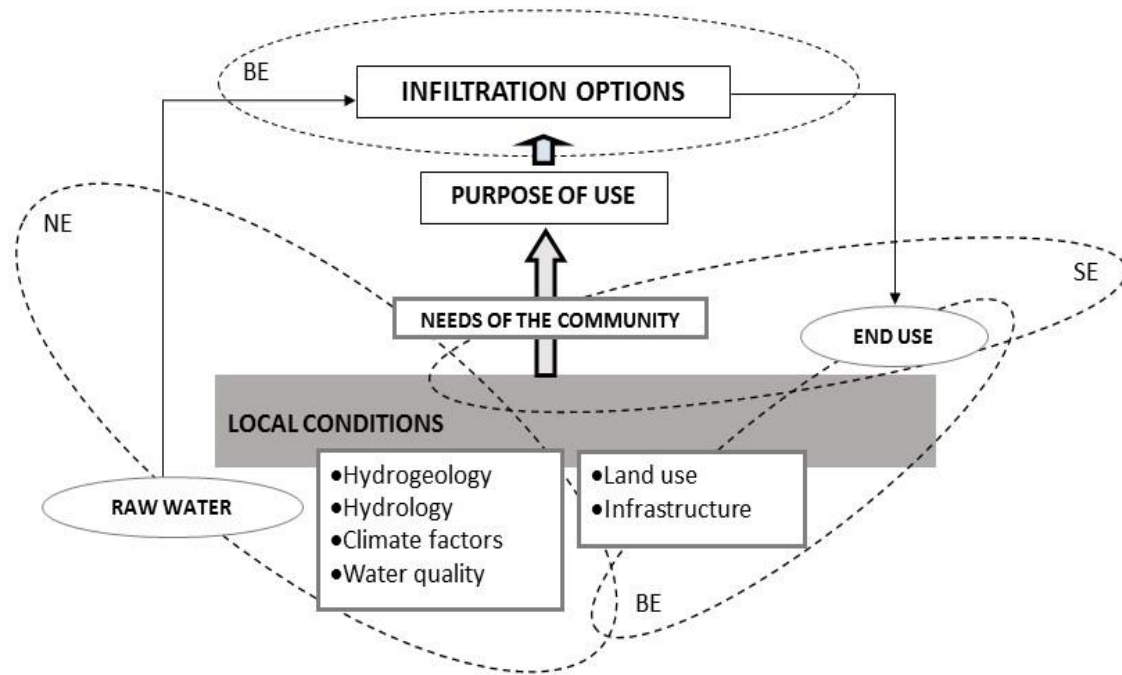 BE
INFILTRATION OPTIONS
PURPOSE OF USE
NE
SE
NEEDS OF THE COMMUNITY
END USE
LOCAL CONDITIONS
●Hydrogeology
●Hydrology
●Climate factors
●Water quality
●Land use
●Infrastructure
RAW WATER
BE